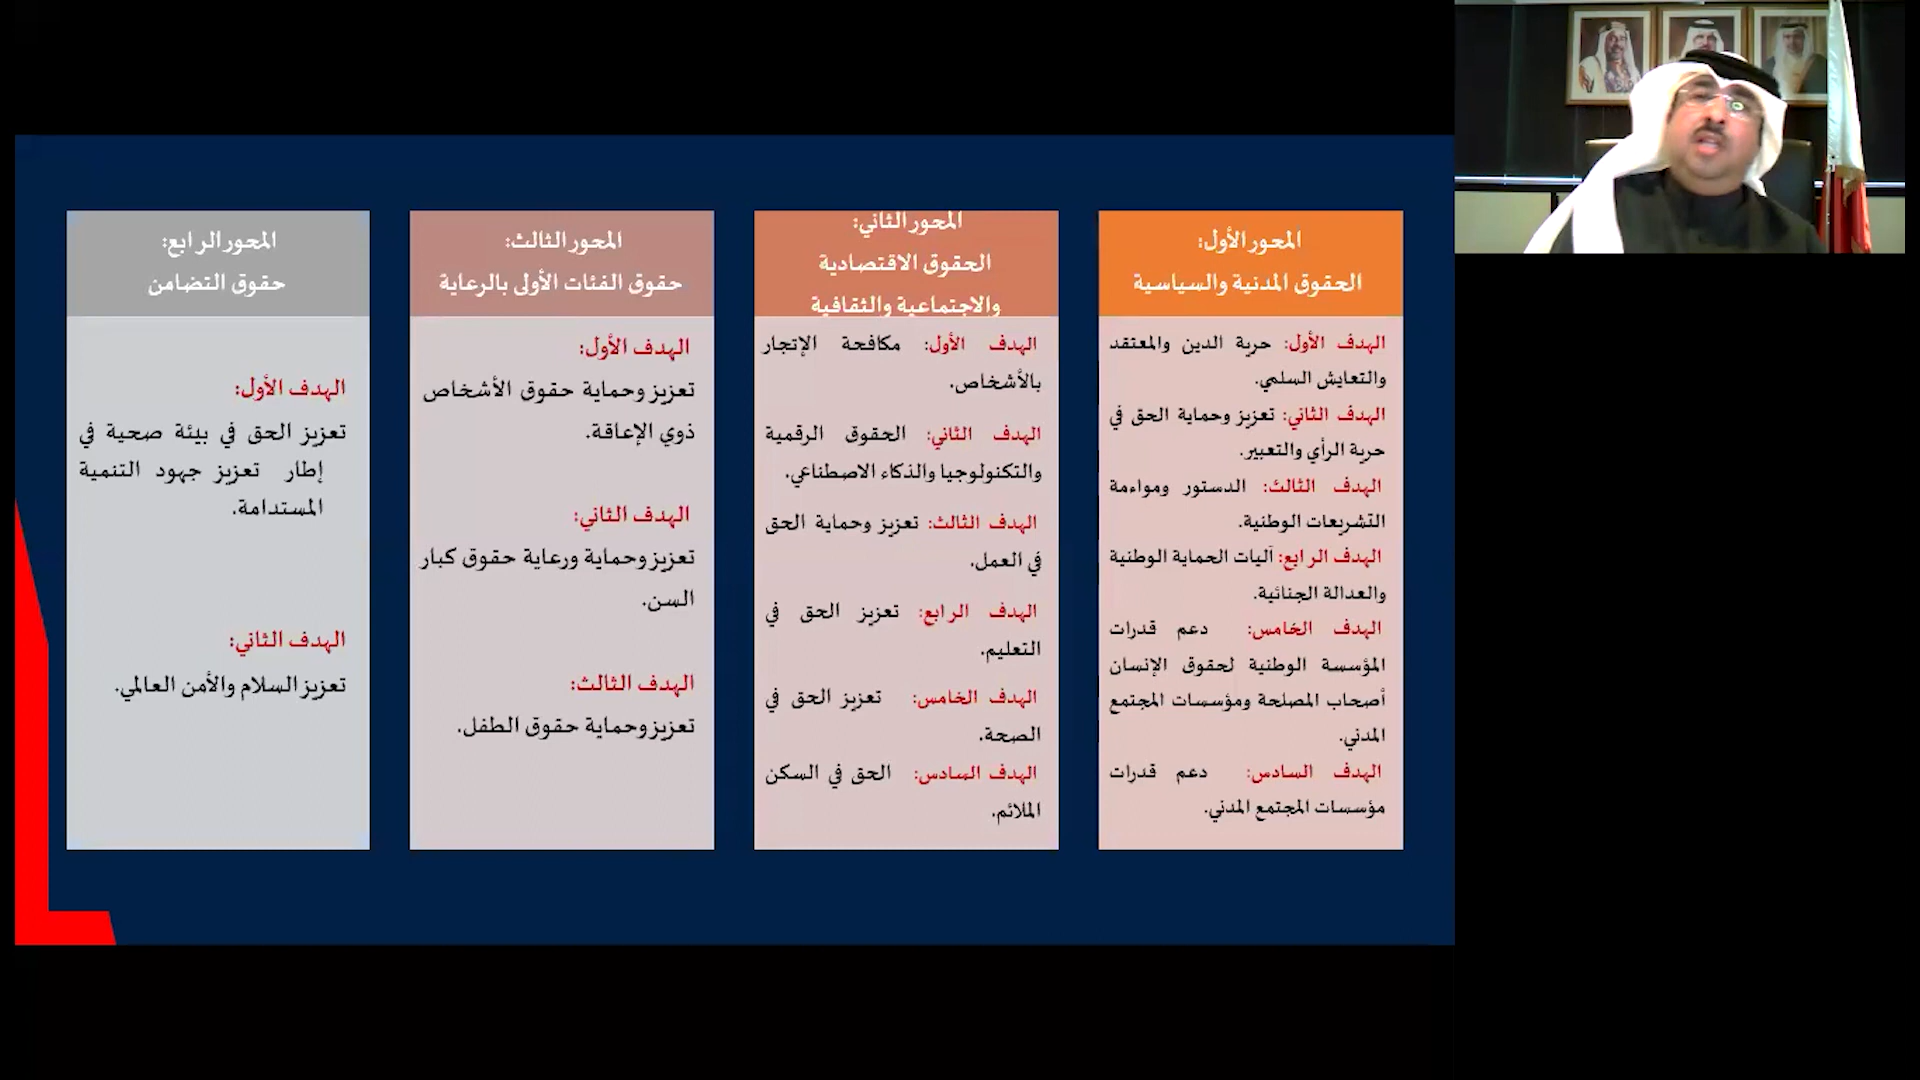 المحور الأول:
الحقوق المدنية والسياسية
الهدف الأول: حرية الدين والمعتقد
والتعايش السلمي.
الهدف الثاني: تعزيز وحماية الحق في
حرية الرأي والتعبير.
الهدف الثالث: الدستور ومواءمة
التشريعات الوطنية.
الهدف الرابع: آليات الحماية الوطنية
والعدالة الجنائية.
الهدف الخامس: دعم قدرات
المؤسسة الوطنية لحقوق الإنسان
أصحاب المصلحة ومؤسسات المجتمع
المدني.
الهدف السادس: دعم قدرات
مؤسسات المجتمع المدني.
المحور الثاني:
الحقوق الاقتصادية
والاجتماعية والثقافية
الهدف الأول: مكافحة الإتجار
بالأشخاص.
الهدف الثاني: الحقوق الرقمية
والتكنولوجيا والذكاء الاصطناعي.
الهدف الثالث: تعزيز وحماية الحق
في العمل.
الهدف الرابع: تعزيز الحق في
التعليم.
الهدف الخامس: تعزيز الحق في
الصحة.
الهدف السادس: الحق في السكن
الملائم.
المحور الثالث:
حقوق الفئات الأولى بالرعاية
الهدف الأول:
تعزيز وحماية حقوق الأشخاص
ذوي الإعاقة.
الهدف الثاني:
تعزيز وحماية ورعاية حقوق كبار
السن.
الهدف الثالث:
تعزيز وحماية حقوق الطفل.
المحور الرابع:
حقوق التضامن
الهدف الأول:
تعزيز الحق في بيئة صحية في
إطار تعزيز جهود التنمية
المستدامة.
الهدف الثاني:
تعزيز السلام والأمن العالمي.